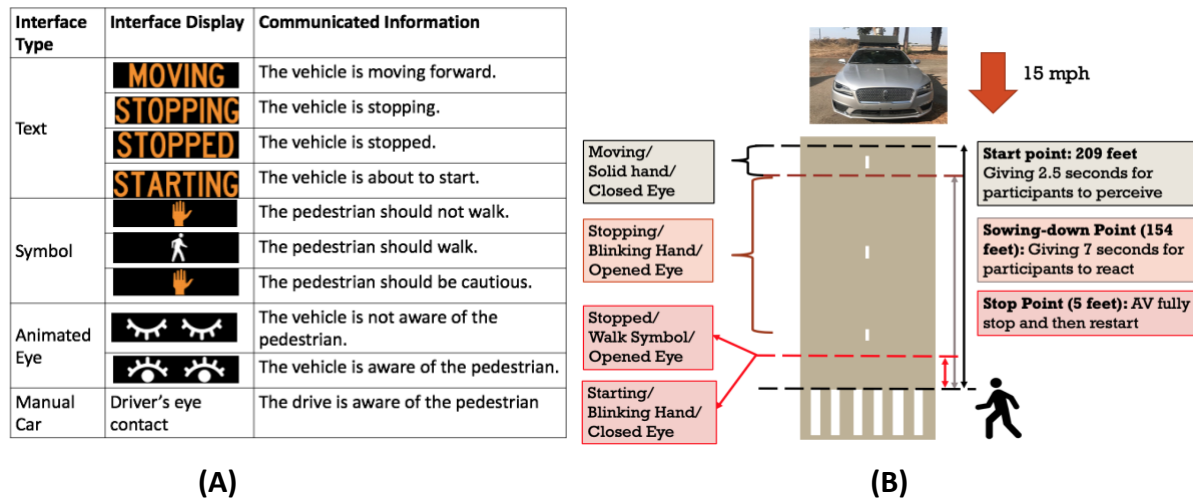 Interface Type
Interface Display
Communicated Information
Text
MOVING
The vehicle is moving forward.
STOPPING
The vehicle is stopping.
STOPPED
The vehicle is stopped.
STARTING
The vehicle is about to start.
Symbol
The pedestrian should not walk.
The pedestrian should walk.
The pedestrian should be cautious.
Animated
Eye
The vehicle is not aware of the
pedestrian.
The vehicle is aware of the pedestrian.
Manual
Car
Driver's eye
contact
The drive is aware of the pedestrian
(A)
15 mph
Moving/
Solid hand/
Closed Eye
Start point: 209 feet
Giving 2.5 seconds for
participants to perceive
Stopping/
Blinking Hand/
Opened Eye
Sowing-down Point (154
feet): Giving 7 seconds for
participants to react
Stopped/
Walk Symbol/
Opened Eye
Stop Point (5 feet): AV fully
stop and then restart
Starting/
Blinking Hand/
Closed Eye
(B)